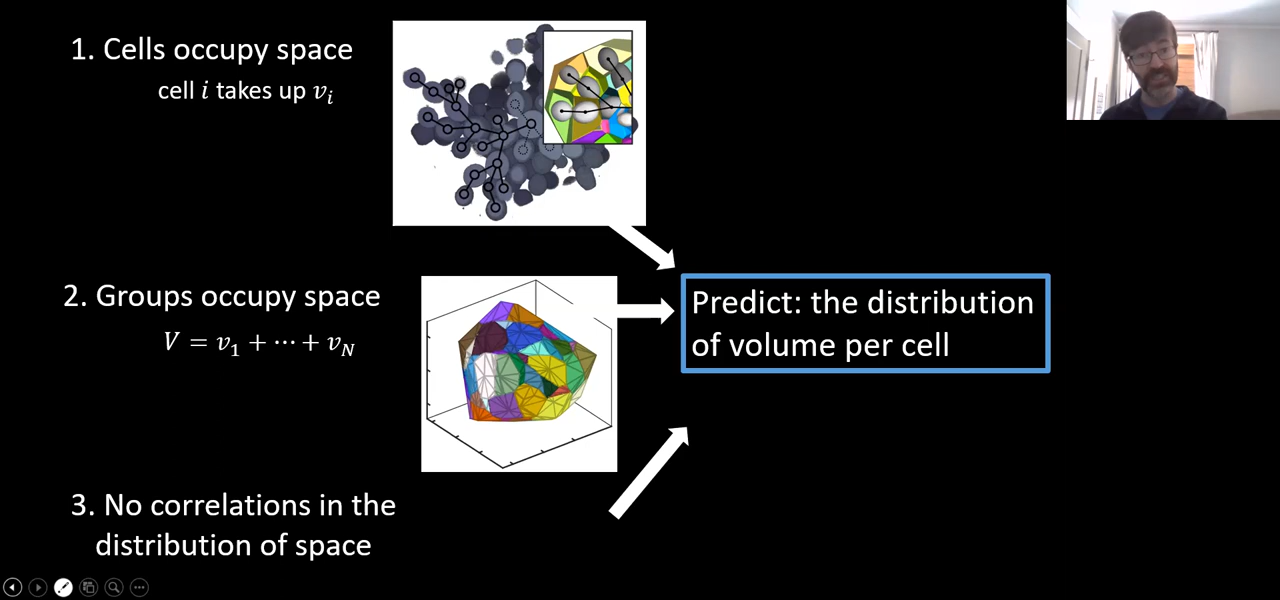 1. Cells occupy space
cell i takes up vᵢ
2. Groups occupy space
V = v₁ + ⋯ + v_N
3. No correlations in the
distribution of space
Predict: the distribution
of volume per cell